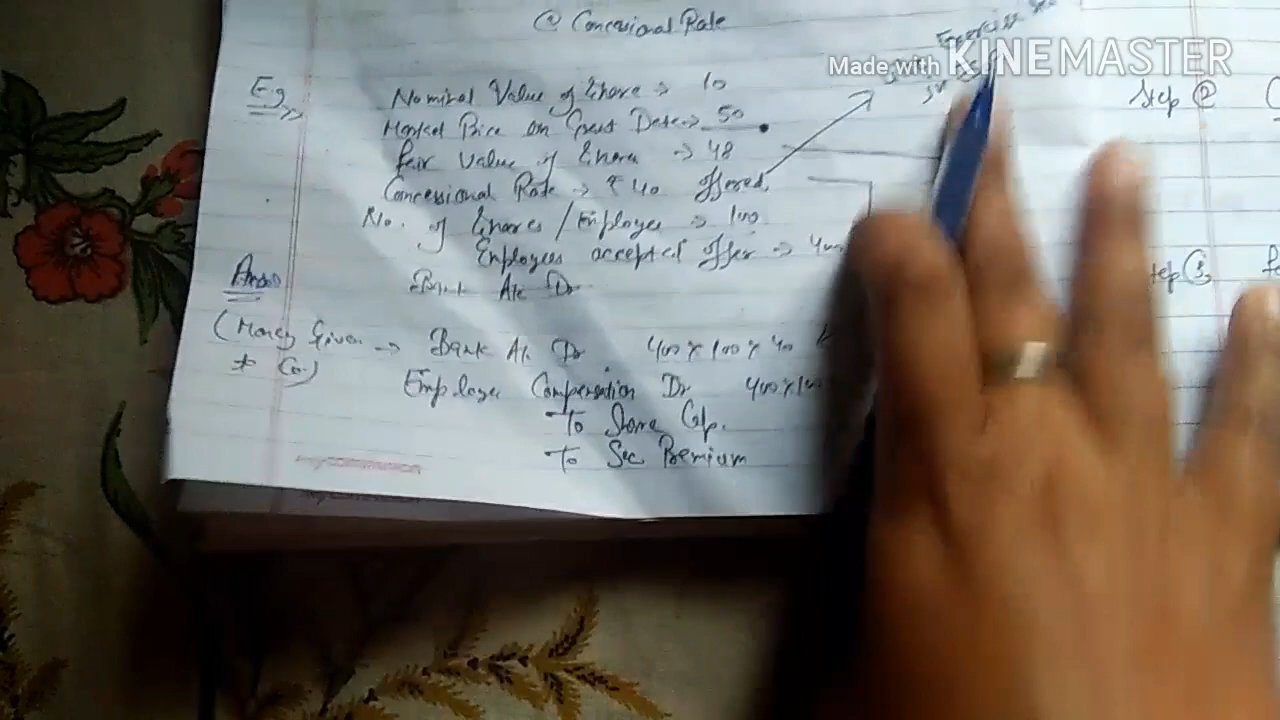 @ Concessional Rate
Made with KINEMASTER
Eg
Nominal Value of Share → 10
Market Price on Grant Date → 50
Fair Value of Share → 48
Concessional Rate → ₹ 40 offered
No. of Shares / Employee → 100
Employees accepted offer → 400
Bank A/c Dr
(Money Given → Bank A/c Dr 400 x 100 x 40
to Co)
Employee Compensation Dr 400 x 100
To Share Cap.
To Sec Premium
Step ②
Step ③